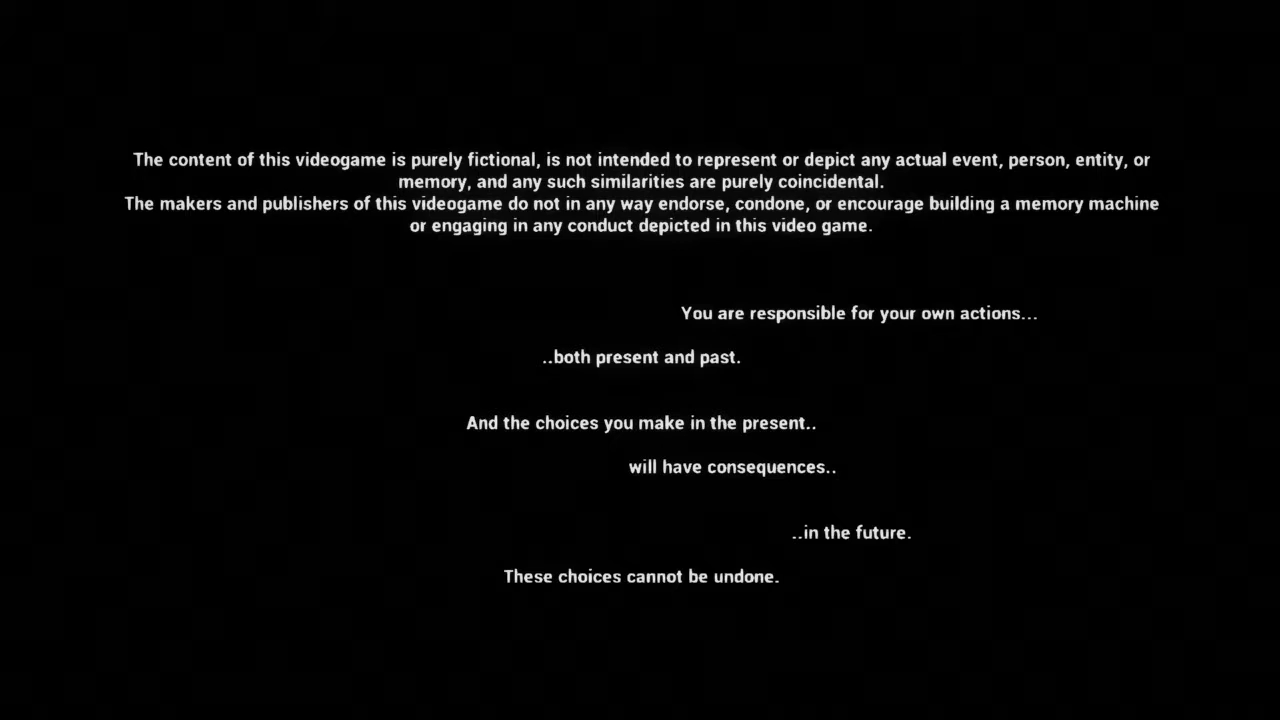 The content of this videogame is purely fictional, is not intended to represent or depict any actual event, person, entity, or
memory, and any such similarities are purely coincidental.
The makers and publishers of this videogame do not in any way endorse, condone, or encourage building a memory machine
or engaging in any conduct depicted in this video game.
You are responsible for your own actions...
..both present and past.
And the choices you make in the present..
will have consequences..
..in the future.
These choices cannot be undone.